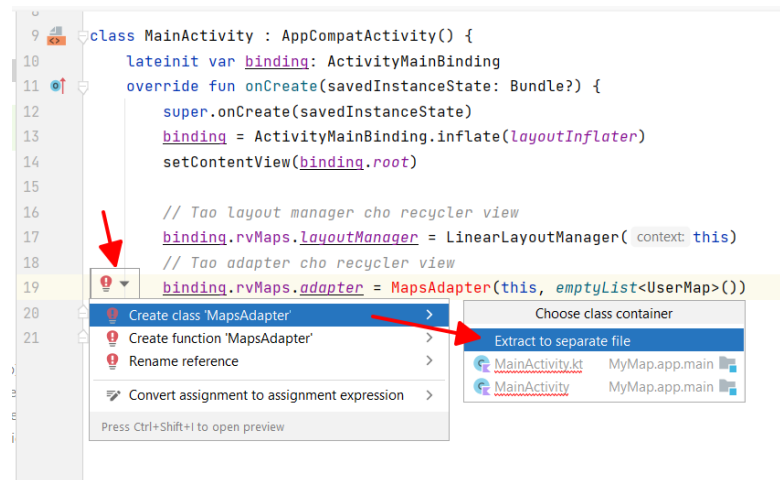 9 class MainActivity : AppCompatActivity() {
10 lateinit var binding: ActivityMainBinding
11 override fun onCreate(savedInstanceState: Bundle?) {
12 super.onCreate(savedInstanceState)
13 binding = ActivityMainBinding.inflate(layoutInflater)
14 setContentView(binding.root)
15
16 // Tao layout manager cho recycler view
17 binding.rvMaps.layoutManager = LinearLayoutManager( context: this)
18 // Tao adapter cho recycler view
19 binding.rvMaps.adapter = MapsAdapter(this, emptyList<UserMap>())
20
21
Create class 'MapsAdapter'
Create function 'MapsAdapter'
Rename reference
Convert assignment to assignment expression
Press Ctrl+Shift+I to open preview
Choose class container
Extract to separate file
MainActivity.kt MyMap.app.main
MainActivity MyMap.app.main